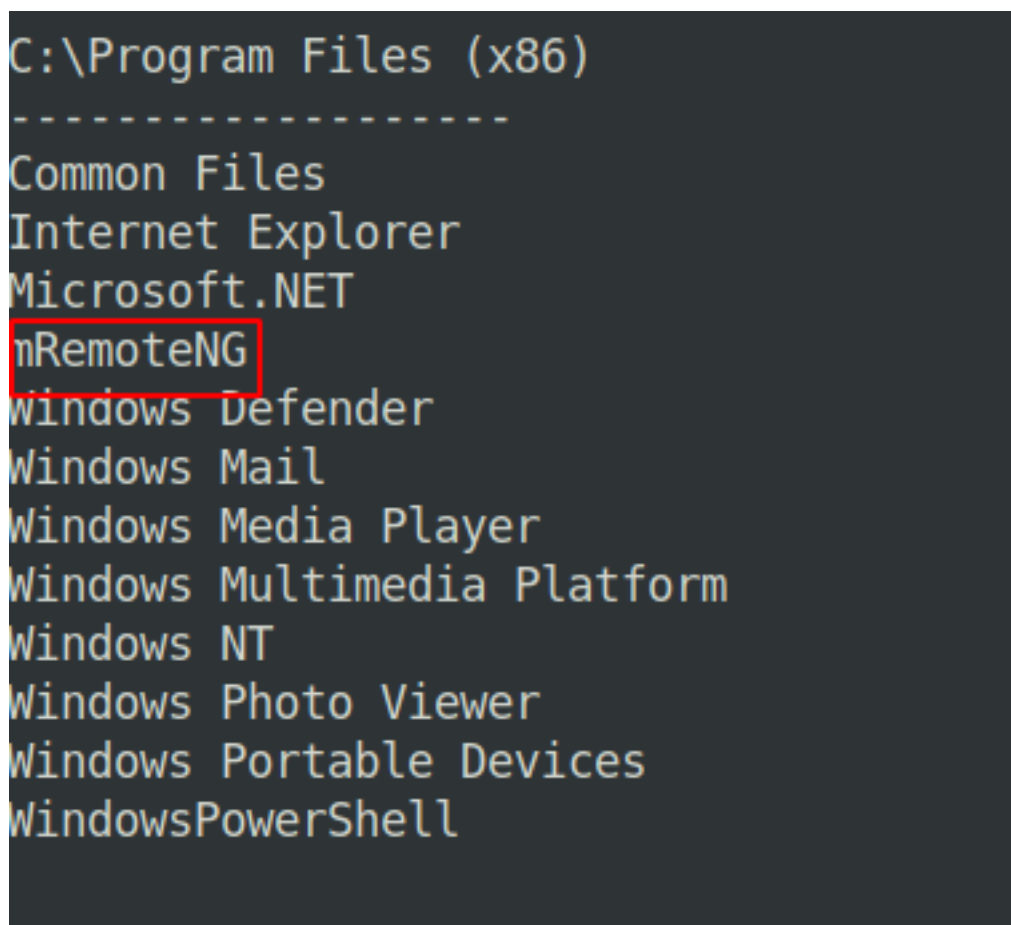 C:\Program Files (x86)
-------------------
Common Files
Internet Explorer
Microsoft.NET
mRemoteNG
Windows Defender
Windows Mail
Windows Media Player
Windows Multimedia Platform
Windows NT
Windows Photo Viewer
Windows Portable Devices
WindowsPowerShell